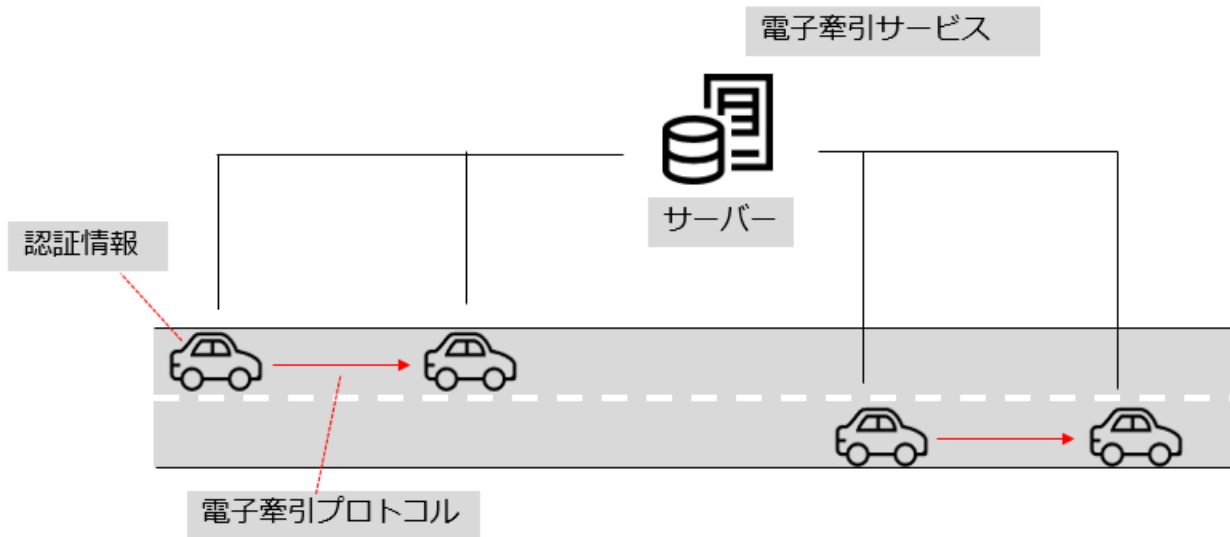 電子牽引サービス
サーバー
認証情報
電子牽引プロトコル